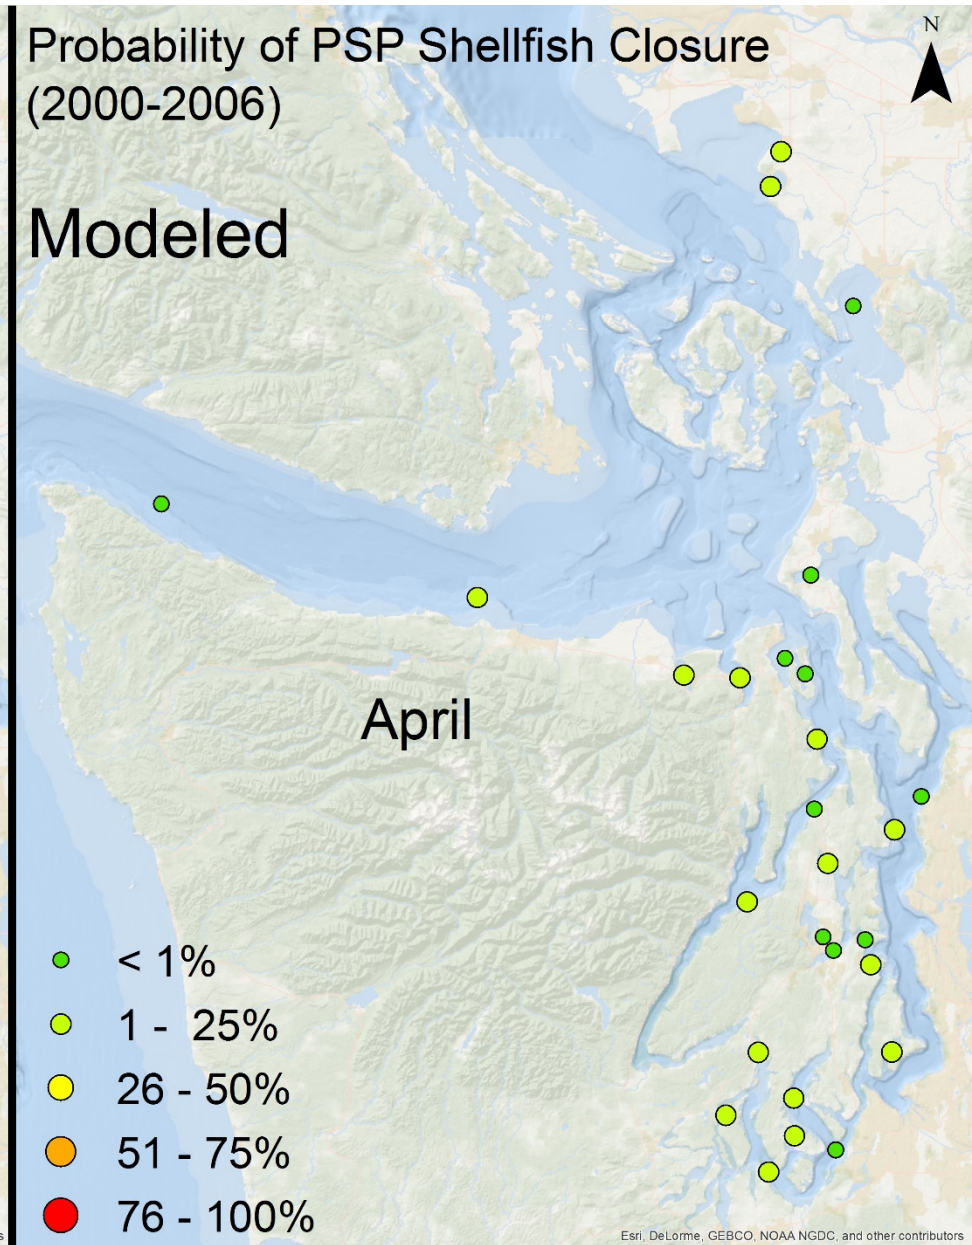 Probability of PSP Shellfish Closure
(2000-2006)
N
Modeled
April
< 1%
1 - 25%
26 - 50%
51 - 75%
76 - 100%
s
Esri, DeLorme, GEBCO, NOAA NGDC, and other contributors